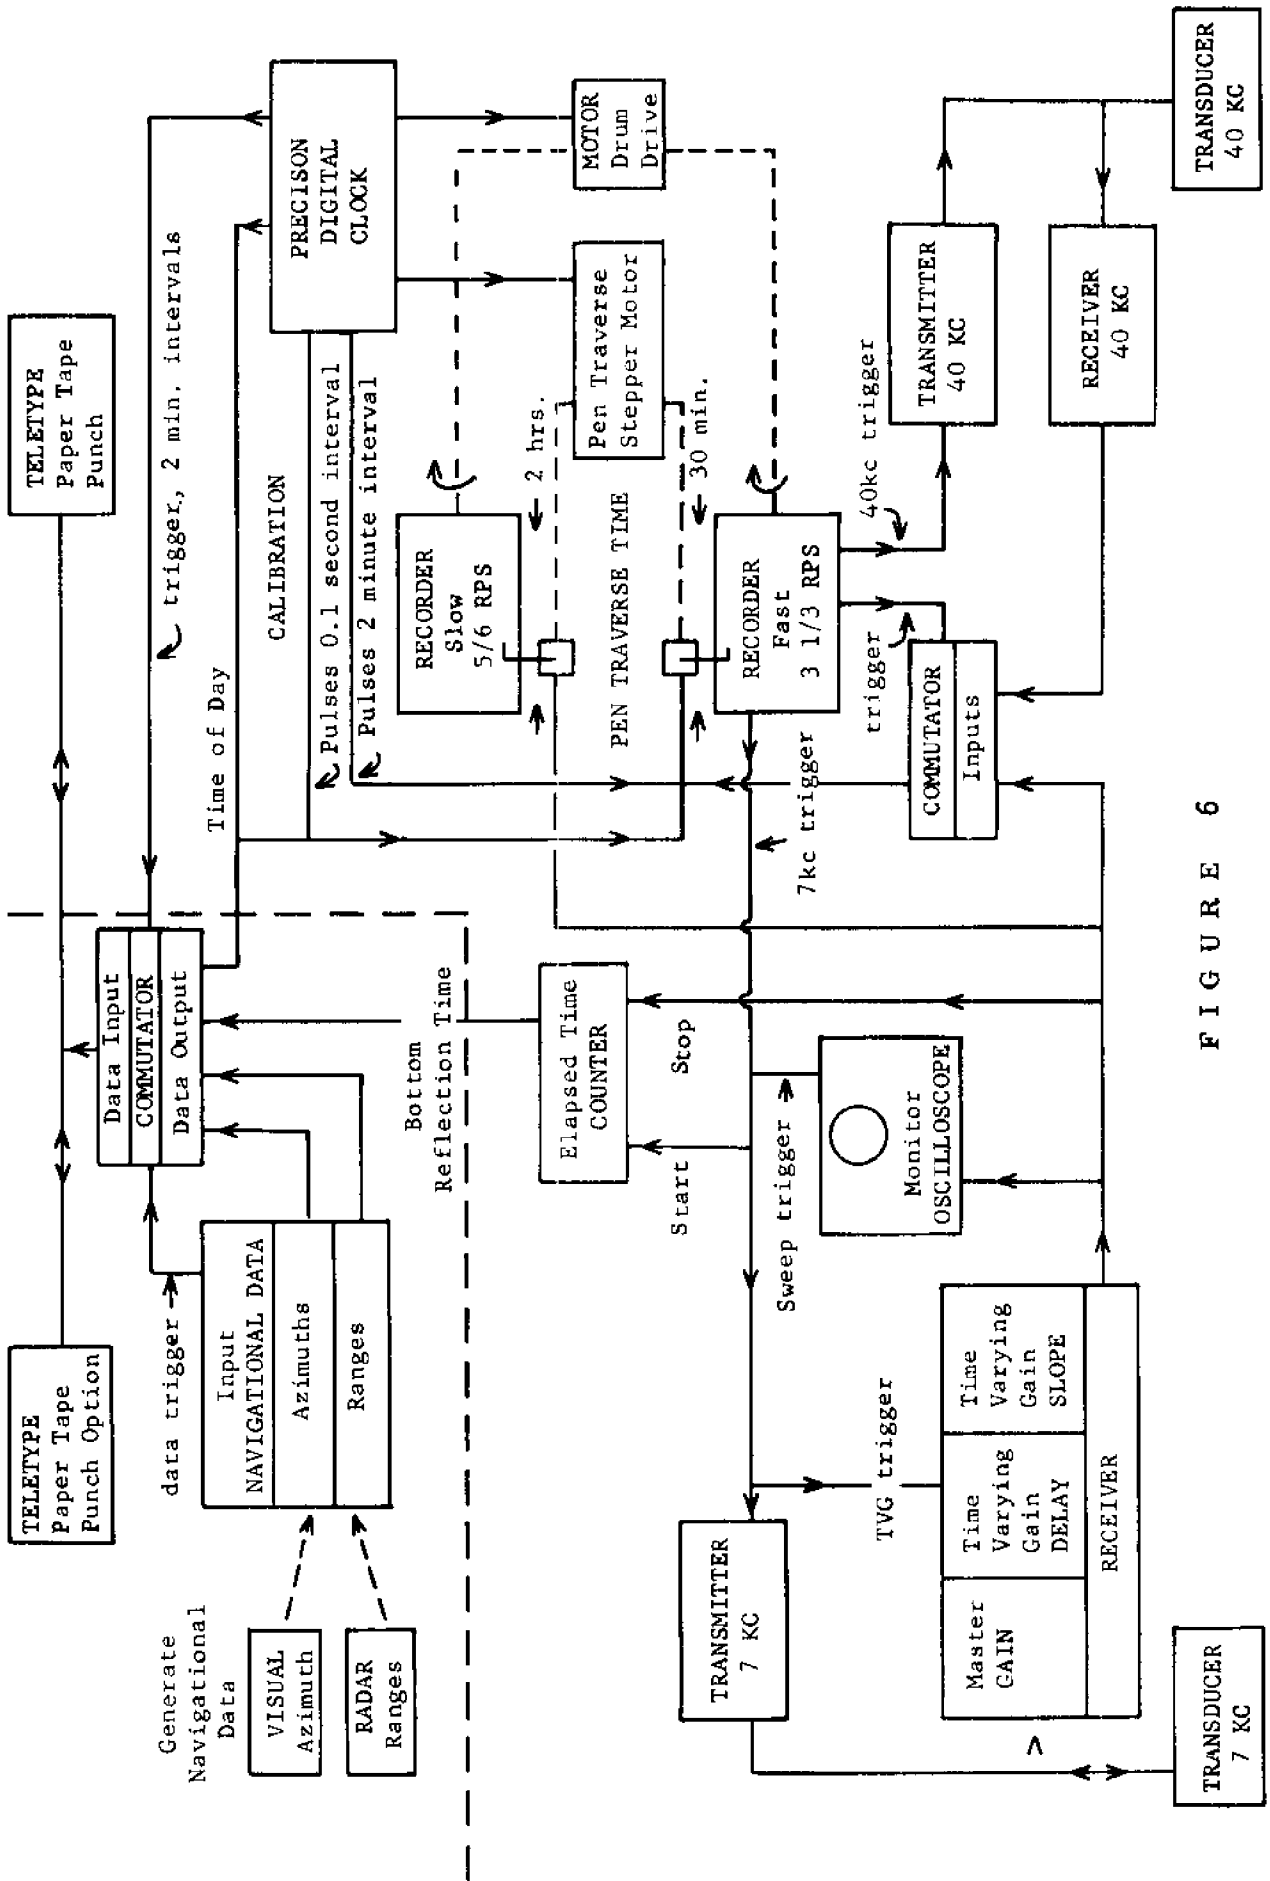 TELETYPE
Paper Tape
Punch Option
TELETYPE
Paper Tape
Punch
data trigger
Data Input
COMMUTATOR
Data Output
trigger, 2 min. intervals
Time of Day
Generate
Navigational
Data
VISUAL
Azimuth
RADAR
Ranges
Input
NAVIGATIONAL DATA
Azimuths
Ranges
CALIBRATION
Pulses 0.1 second interval
Pulses 2 minute interval
PRECISON
DIGITAL
CLOCK
Bottom
Reflection Time
RECORDER
Slow
5/6 RPS
2 hrs.
MOTOR
Drum
Drive
Pen Traverse
Stepper Motor
PEN TRAVERSE TIME
30 min.
Elapsed Time
COUNTER
Start
Stop
RECORDER
Fast
3 1/3 RPS
TRANSMITTER
7 KC
Sweep trigger
7kc trigger
trigger
40kc trigger
Monitor
OSCILLOSCOPE
TVG trigger
COMMUTATOR
Inputs
TRANSMITTER
40 KC
RECEIVER
40 KC
Master
GAIN
Time
Varying
Gain
DELAY
Time
Varying
Gain
SLOPE
RECEIVER
TRANSDUCER
7 KC
TRANSDUCER
40 KC
FIGURE 6